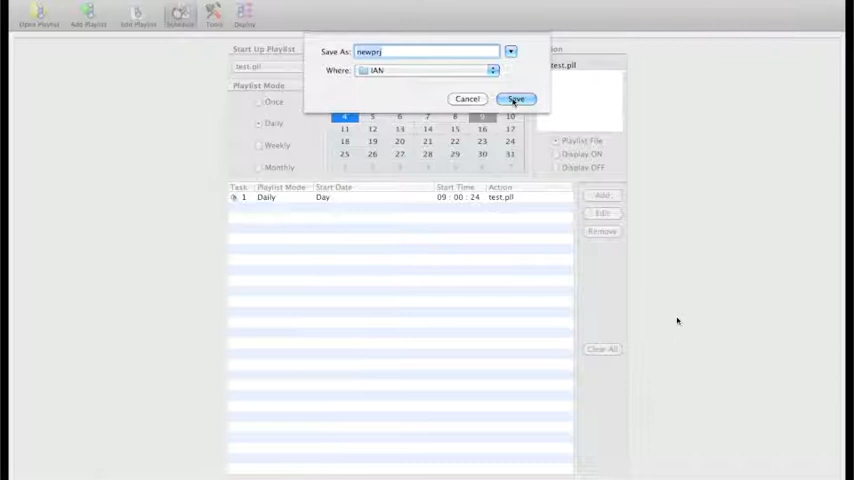 Open Playlist Add Playlist Edit Playlist Schedule Tools Display
Save As: newprj
Where: IAN
Cancel Save
Start Up Playlist
test.pll
Playlist Mode
Once
Daily
Weekly
Monthly
4 5 6 7 8 9 10
11 12 13 14 15 16 17
18 19 20 21 22 23 24
25 26 27 28 29 30 31
test.pll
Playlist File
Display ON
Display OFF
Task Playlist Mode Start Date Start Time Action
1 Daily Day 09 : 00 : 24 test.pll
Add
Edit
Remove
Clear All